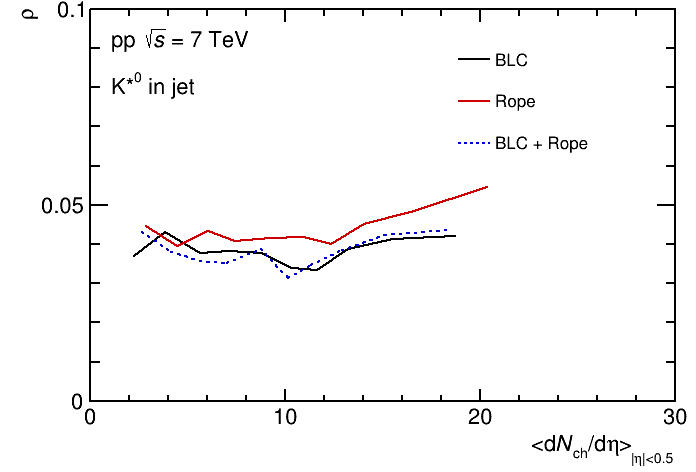 ρ
0.1
pp √s = 7 TeV
K*0 in jet
BLC
Rope
BLC + Rope
0.05
0
0
10
20
30
<dNch/dη>|η|<0.5